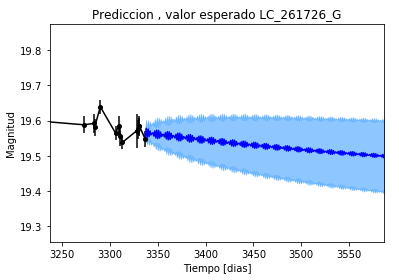 Prediccion , valor esperado LC_261726_G
Magnitud
19.8
19.7
19.6
19.5
19.4
19.3
3250 3300 3350 3400 3450 3500 3550
Tiempo [dias]